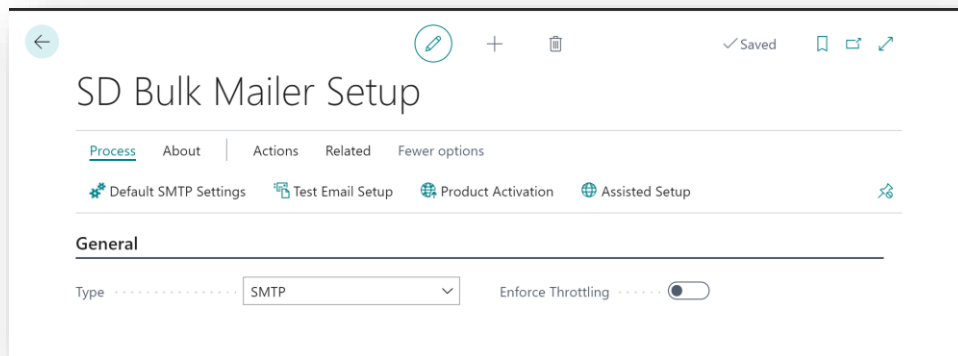 Saved
SD Bulk Mailer Setup
Process About Actions Related Fewer options
Default SMTP Settings Test Email Setup Product Activation Assisted Setup
General
Type SMTP Enforce Throttling